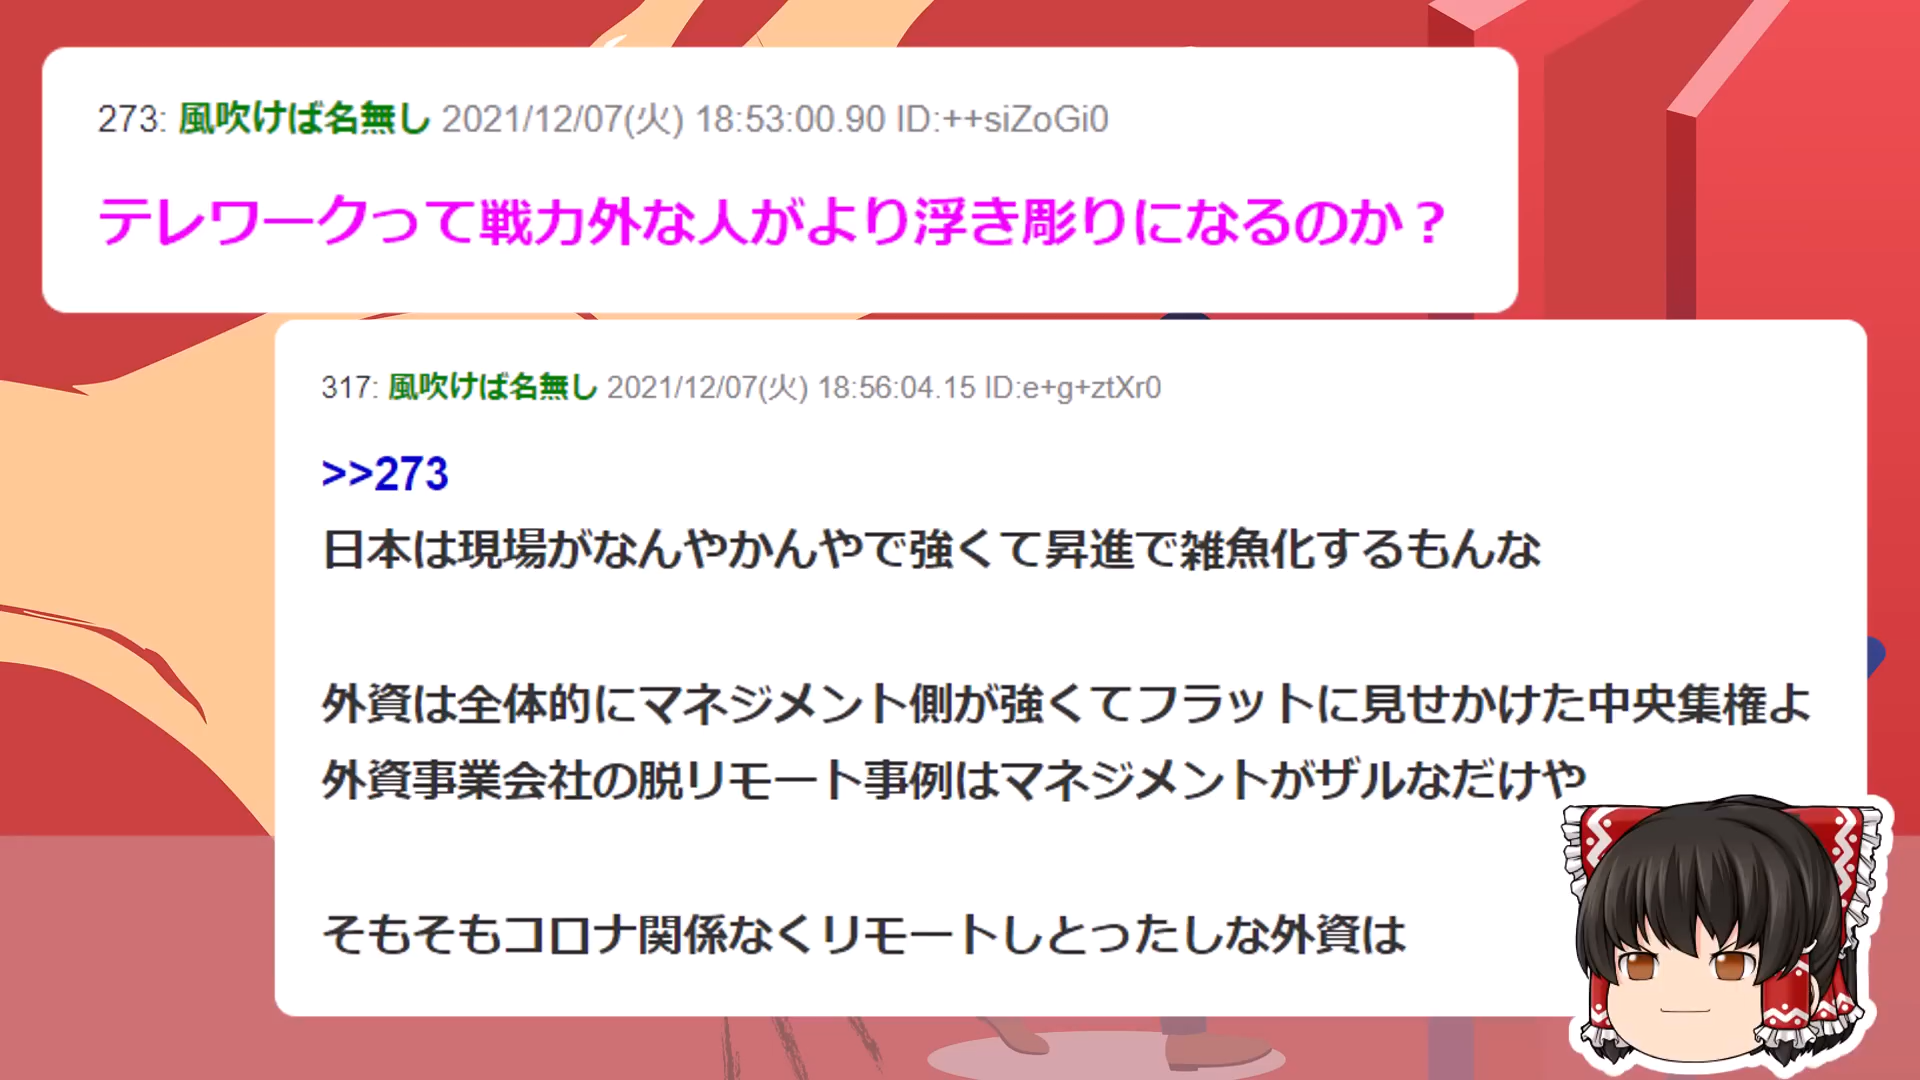 273: 風吹けば名無し 2021/12/07(火) 18:53:00.90 ID:++siZoGi0
テレワークって戦力外な人がより浮き彫りになるのか？
317: 風吹けば名無し 2021/12/07(火) 18:56:04.15 ID:e+g+ztXr0
>>273
日本は現場がなんやかんやで強くて昇進で雑魚化するもんな
外資は全体的にマネジメント側が強くてフラットに見せかけた中央集権よ
外資事業会社の脱リモート事例はマネジメントがザルなだけや
そもそもコロナ関係なくリモートしとったしな外資は